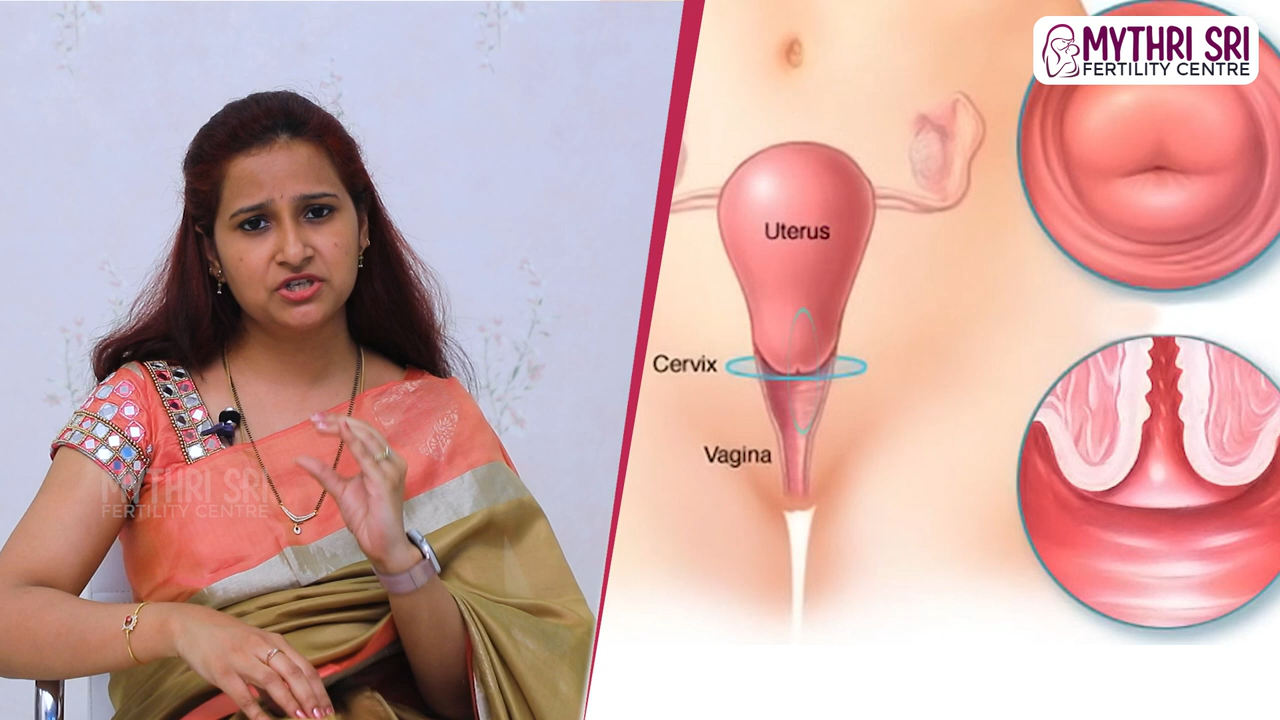 MYTHRI SRI
FERTILITY CENTRE
Uterus
Cervix
Vagina
MYTHRI SRI
FERTILITY CENTRE